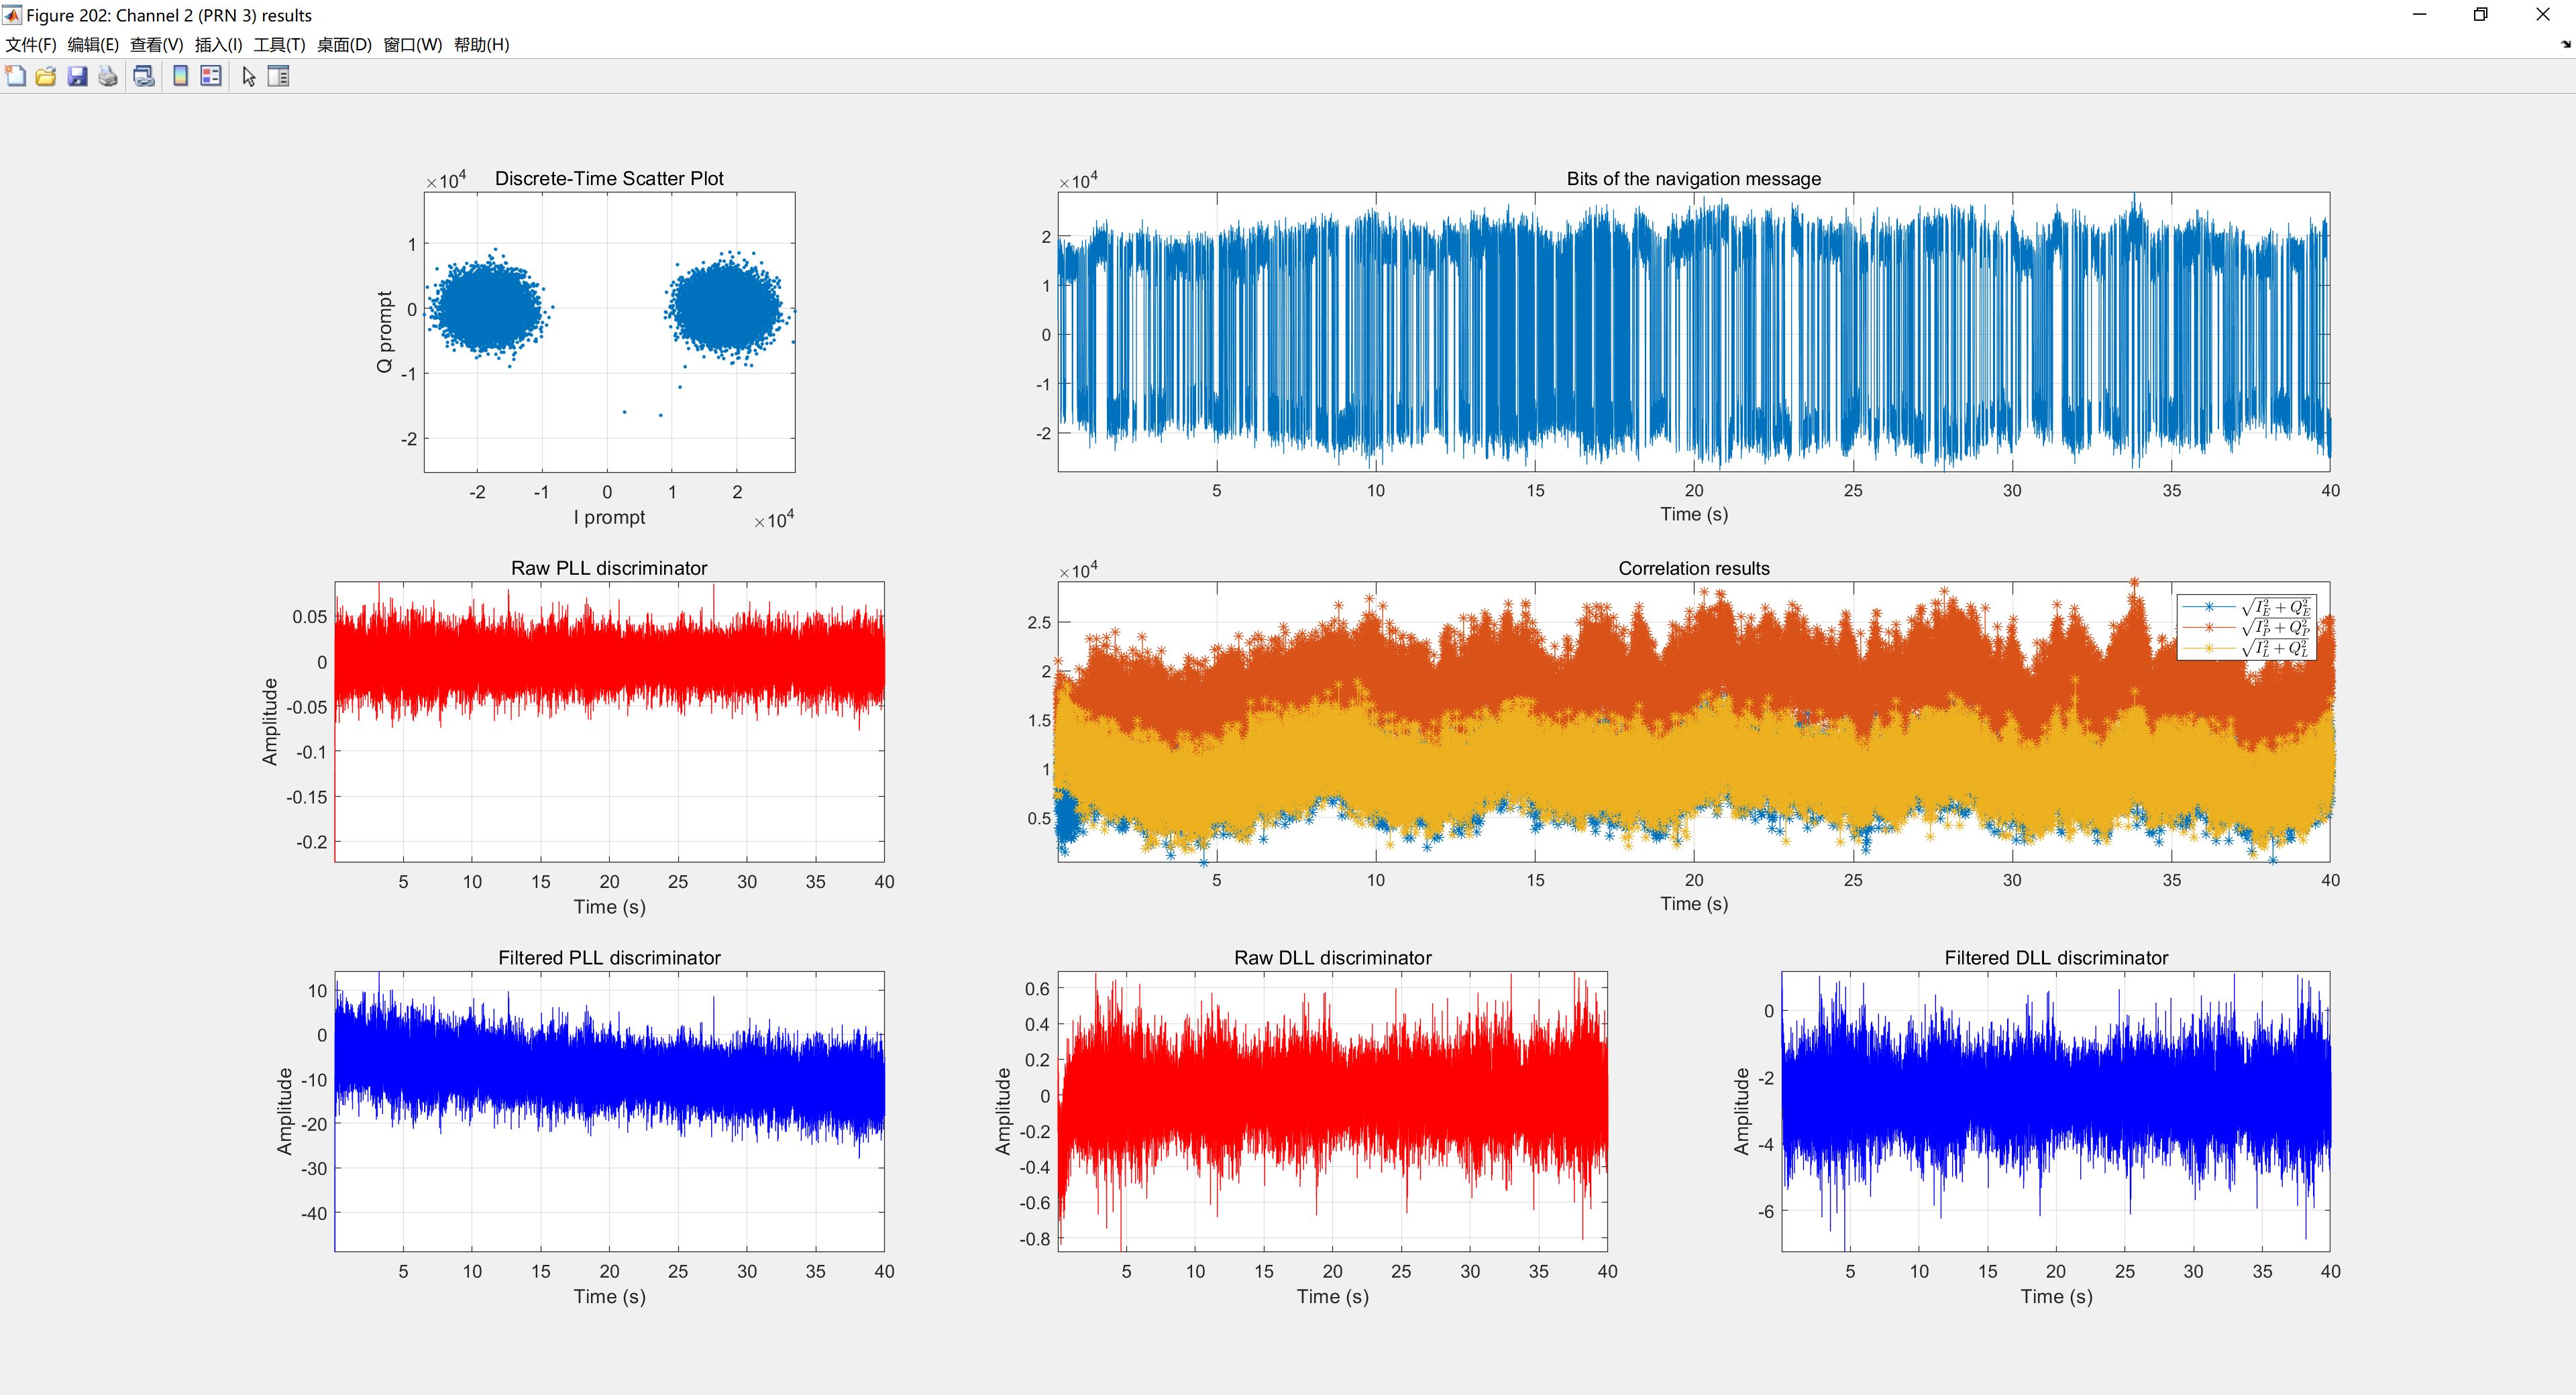 Figure 202: Channel 2 (PRN 3) results
文件(F) 编辑(E) 查看(V) 插入(I) 工具(T) 桌面(D) 窗口(W) 帮助(H)
×10⁴ Discrete-Time Scatter Plot
1
0
-1
-2
Q prompt
-2 -1 0 1 2
I prompt ×10⁴
×10⁴ Bits of the navigation message
2
1
0
-1
-2
5 10 15 20 25 30 35 40
Time (s)
Raw PLL discriminator
0.05
0
-0.05
-0.1
-0.15
-0.2
Amplitude
5 10 15 20 25 30 35 40
Time (s)
×10⁴ Correlation results
2.5
2
1.5
1
0.5
√I_E^2 + Q_E^2
√I_P^2 + Q_P^2
√I_L^2 + Q_L^2
5 10 15 20 25 30 35 40
Time (s)
Filtered PLL discriminator
10
0
-10
-20
-30
-40
Amplitude
5 10 15 20 25 30 35 40
Time (s)
Raw DLL discriminator
0.6
0.4
0.2
0
-0.2
-0.4
-0.6
-0.8
Amplitude
5 10 15 20 25 30 35 40
Time (s)
Filtered DLL discriminator
0
-2
-4
-6
Amplitude
5 10 15 20 25 30 35 40
Time (s)